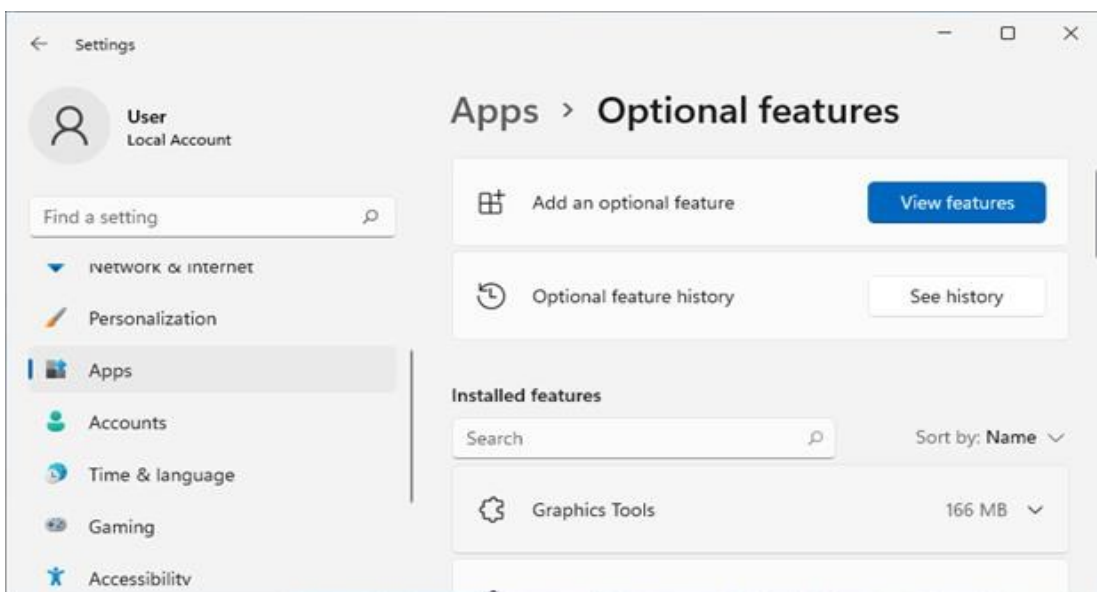 Settings
User
Local Account
Find a setting
Network & internet
Personalization
Apps
Accounts
Time & language
Gaming
Accessibility
Apps > Optional features
Add an optional feature
View features
Optional feature history
See history
Installed features
Search
Sort by: Name
Graphics Tools
166 MB